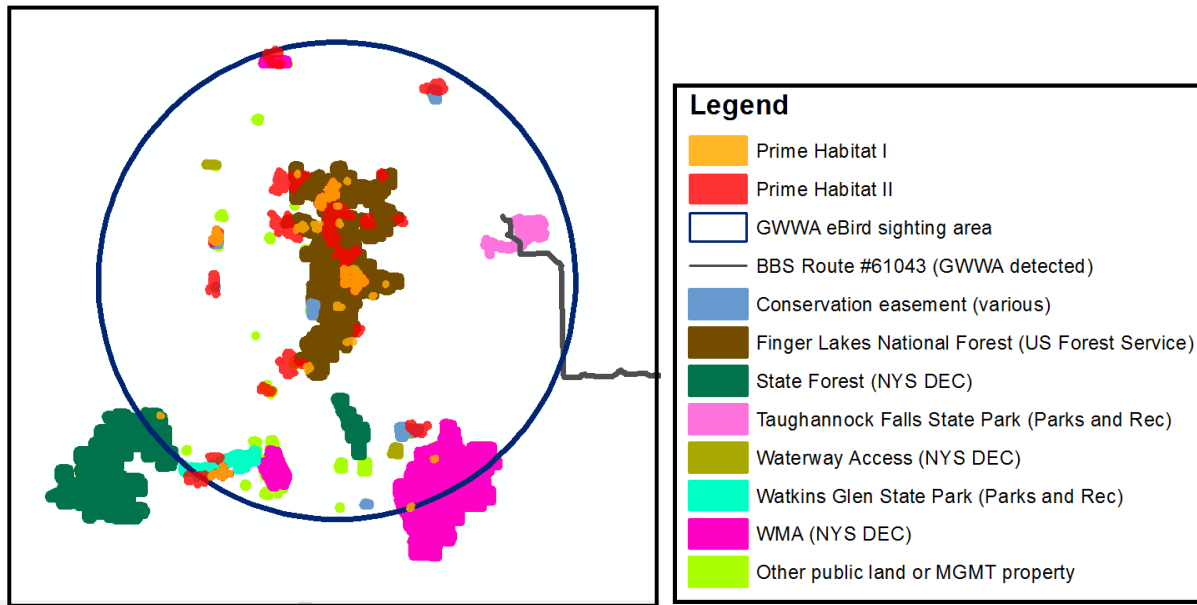 Legend
Prime Habitat I
Prime Habitat II
GWWA eBird sighting area
BBS Route #61043 (GWWA detected)
Conservation easement (various)
Finger Lakes National Forest (US Forest Service)
State Forest (NYS DEC)
Taughannock Falls State Park (Parks and Rec)
Waterway Access (NYS DEC)
Watkins Glen State Park (Parks and Rec)
WMA (NYS DEC)
Other public land or MGMT property